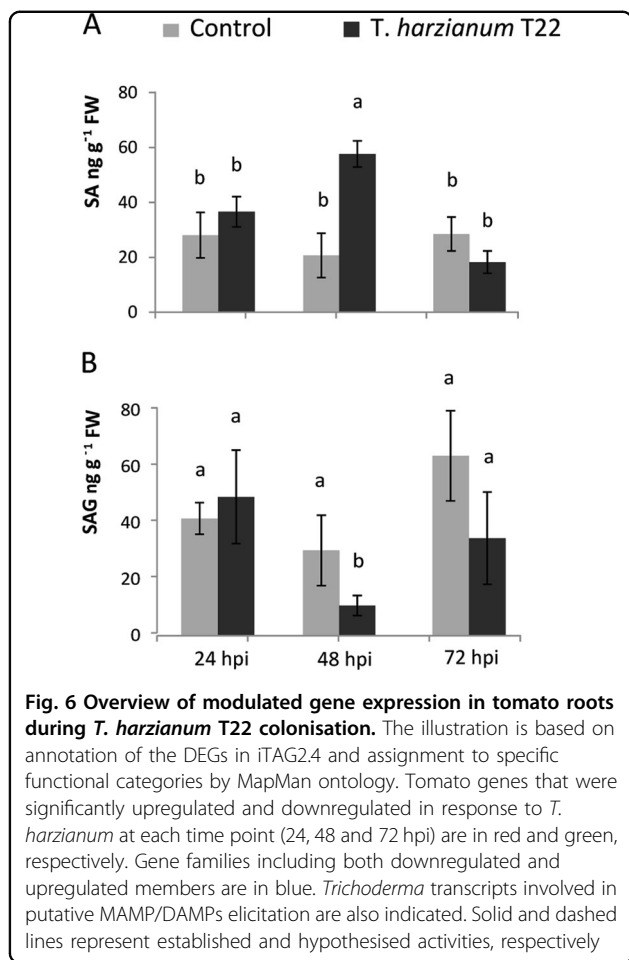 A
Control T. harzianum T22
SA ng g⁻¹ FW
80
60
40
20
0
b b
b a
b b
B
SAG ng g⁻¹ FW
80
60
40
20
0
a a
a b
a a
24 hpi 48 hpi 72 hpi
Fig. 6 Overview of modulated gene expression in tomato roots
during T. harzianum T22 colonisation. The illustration is based on
annotation of the DEGs in iTAG2.4 and assignment to specific
functional categories by MapMan ontology. Tomato genes that were
significantly upregulated and downregulated in response to T.
harzianum at each time point (24, 48 and 72 hpi) are in red and green,
respectively. Gene families including both downregulated and
upregulated members are in blue. Trichoderma transcripts involved in
putative MAMP/DAMPs elicitation are also indicated. Solid and dashed
lines represent established and hypothesised activities, respectively